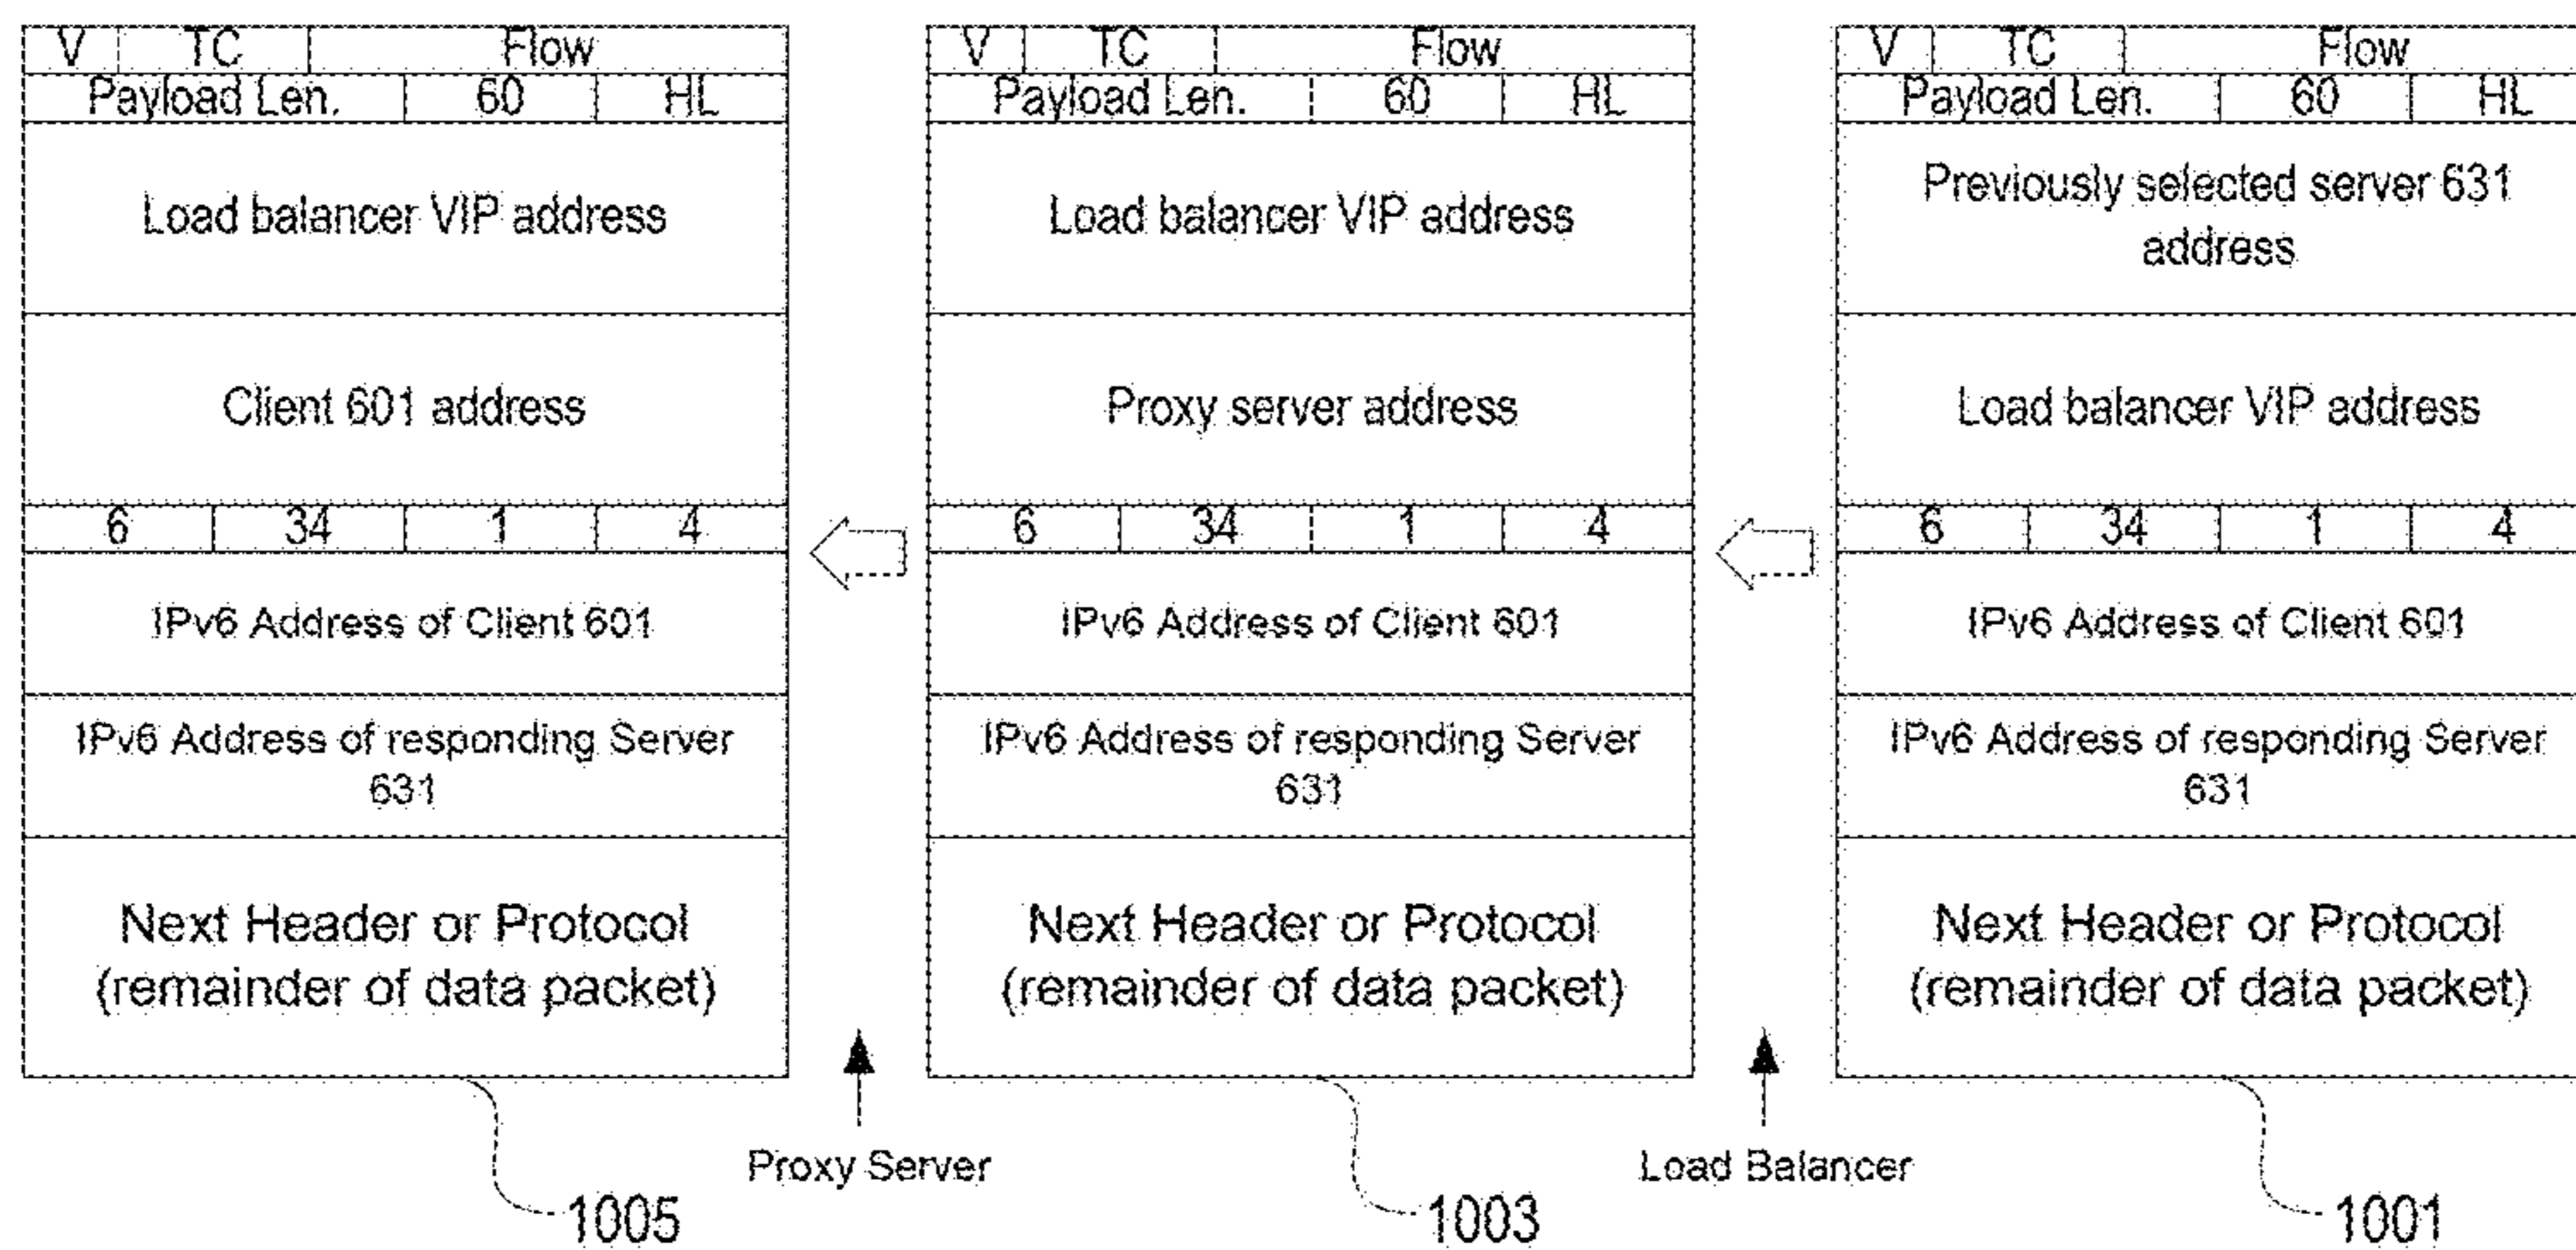 V TC Flow
Payload Len. 60 HL
Load balancer VIP address
Client 601 address
6 34 1 4
IPv6 Address of Client 601
IPv6 Address of responding Server
631
Next Header or Protocol
(remainder of data packet)
1005
Proxy Server
V TC Flow
Payload Len. 60 HL
Load balancer VIP address
Proxy server address
6 34 1 4
IPv6 Address of Client 601
IPv6 Address of responding Server
631
Next Header or Protocol
(remainder of data packet)
1003
Load Balancer
V TC Flow
Payload Len. 60 HL
Previously selected server 631
address
Load balancer VIP address
6 34 1 4
IPv6 Address of Client 601
IPv6 Address of responding Server
631
Next Header or Protocol
(remainder of data packet)
1001